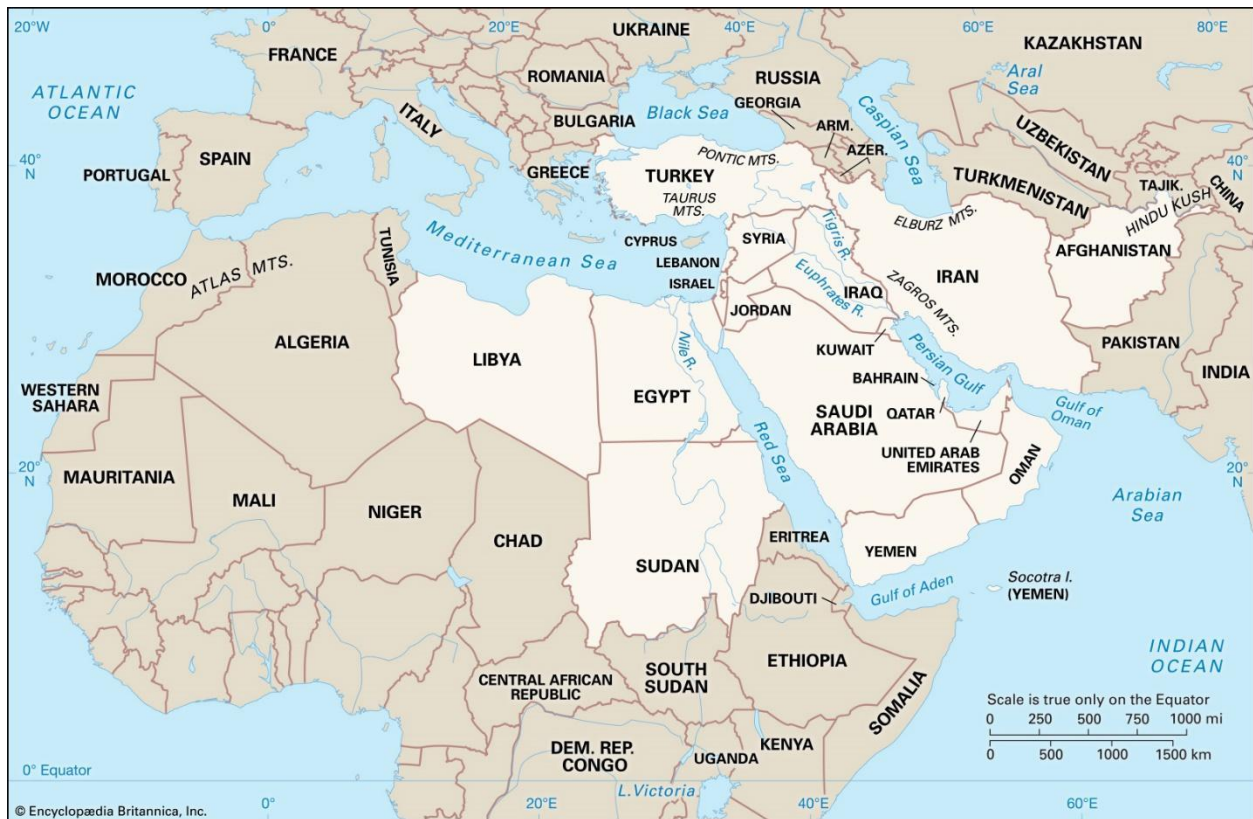 20°W
0°
20°E
40°E
60°E
80°E
UKRAINE
KAZAKHSTAN
FRANCE
ROMANIA
RUSSIA
Aral
Sea
ATLANTIC
OCEAN
ITALY
BULGARIA
Black Sea
GEORGIA
ARM.
AZER.
Caspian Sea
UZBEKISTAN
40°
N
PORTUGAL
SPAIN
GREECE
TURKEY
PONTIC MTS.
TAURUS
MTS.
TURKMENISTAN
TAJIK.
CHINA
40°
N
ELBURZ MTS.
HINDU KUSH
AFGHANISTAN
MOROCCO
ATLAS MTS.
TUNISIA
Mediterranean Sea
CYPRUS
LEBANON
ISRAEL
SYRIA
Tigris R.
Euphrates R.
IRAQ
IRAN
ZAGROS MTS.
JORDAN
KUWAIT
Persian Gulf
PAKISTAN
INDIA
ALGERIA
LIBYA
EGYPT
Nile R.
BAHRAIN
QATAR
SAUDI
ARABIA
UNITED ARAB
EMIRATES
Gulf of
Oman
OMAN
WESTERN
SAHARA
Red Sea
20°
N
20°
N
MAURITANIA
MALI
NIGER
CHAD
SUDAN
ERITREA
YEMEN
Arabian
Sea
DJIBOUTI
Gulf of Aden
Socotra I.
(YEMEN)
CENTRAL AFRICAN
REPUBLIC
SOUTH
SUDAN
ETHIOPIA
SOMALIA
INDIAN
OCEAN
DEM. REP.
CONGO
UGANDA
KENYA
L.Victoria
Scale is true only on the Equator
0 250 500 750 1000 mi
0 500 1000 1500 km
0° Equator
© Encyclopædia Britannica, Inc.
0°
20°E
40°E
60°E